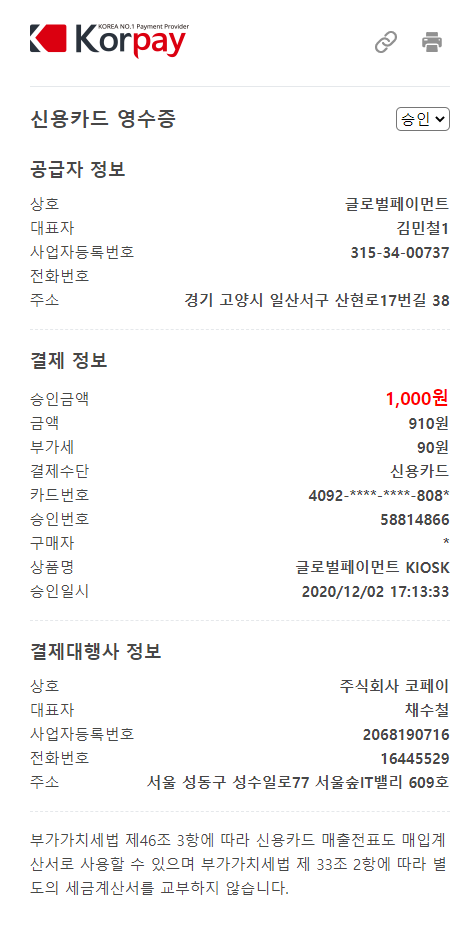 KOREA NO.1 Payment Provider
Korpay
신용카드 영수증 승인
공급자 정보
상호 글로벌페이먼트
대표자 김민철1
사업자등록번호 315-34-00737
전화번호
주소 경기 고양시 일산서구 산현로17번길 38
결제 정보
승인금액 1,000원
금액 910원
부가세 90원
결제수단 신용카드
카드번호 4092-****-****-808*
승인번호 58814866
구매자 *
상품명 글로벌페이먼트 KIOSK
승인일시 2020/12/02 17:13:33
결제대행사 정보
상호 주식회사 코페이
대표자 채수철
사업자등록번호 2068190716
전화번호 16445529
주소 서울 성동구 성수일로77 서울숲IT밸리 609호
부가가치세법 제46조 3항에 따라 신용카드 매출전표도 매입계
산서로 사용할 수 있으며 부가가치세법 제 33조 2항에 따라 별
도의 세금계산서를 교부하지 않습니다.